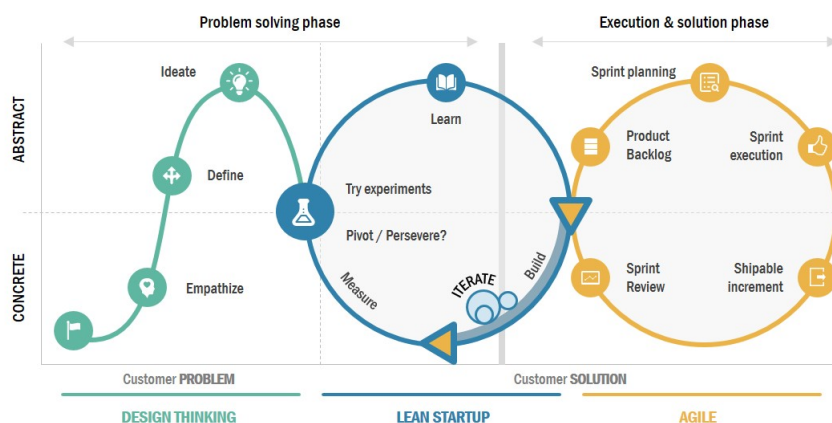 Problem solving phase
Execution & solution phase
ABSTRACT
CONCRETE
Ideate
Define
Empathize
Learn
Try experiments
Pivot / Persevere?
Measure
ITERATE
Build
Sprint planning
Product
Backlog
Sprint
execution
Sprint
Review
Shipable
increment
Customer PROBLEM
Customer SOLUTION
DESIGN THINKING
LEAN STARTUP
AGILE